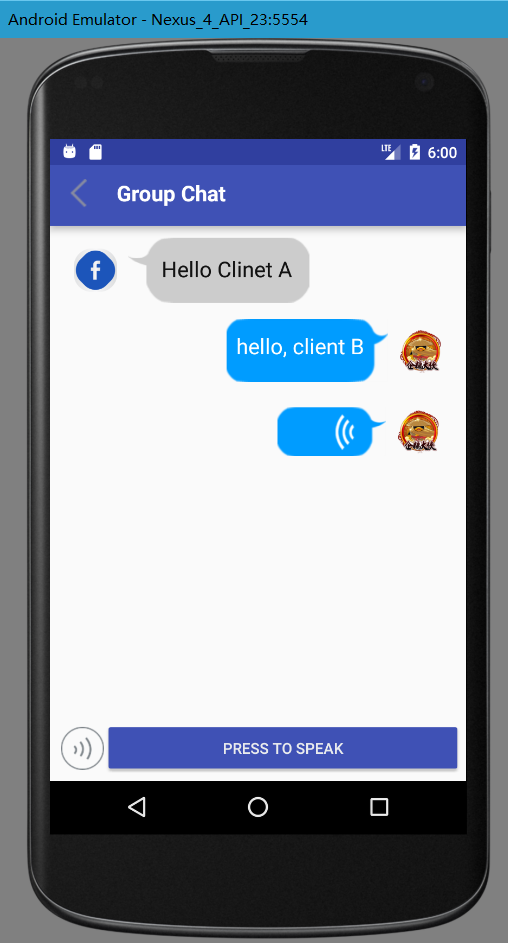 Android Emulator - Nexus_4_API_23:5554
LTE 6:00
Group Chat
f
Hello Clinet A
hello, client B
PRESS TO SPEAK